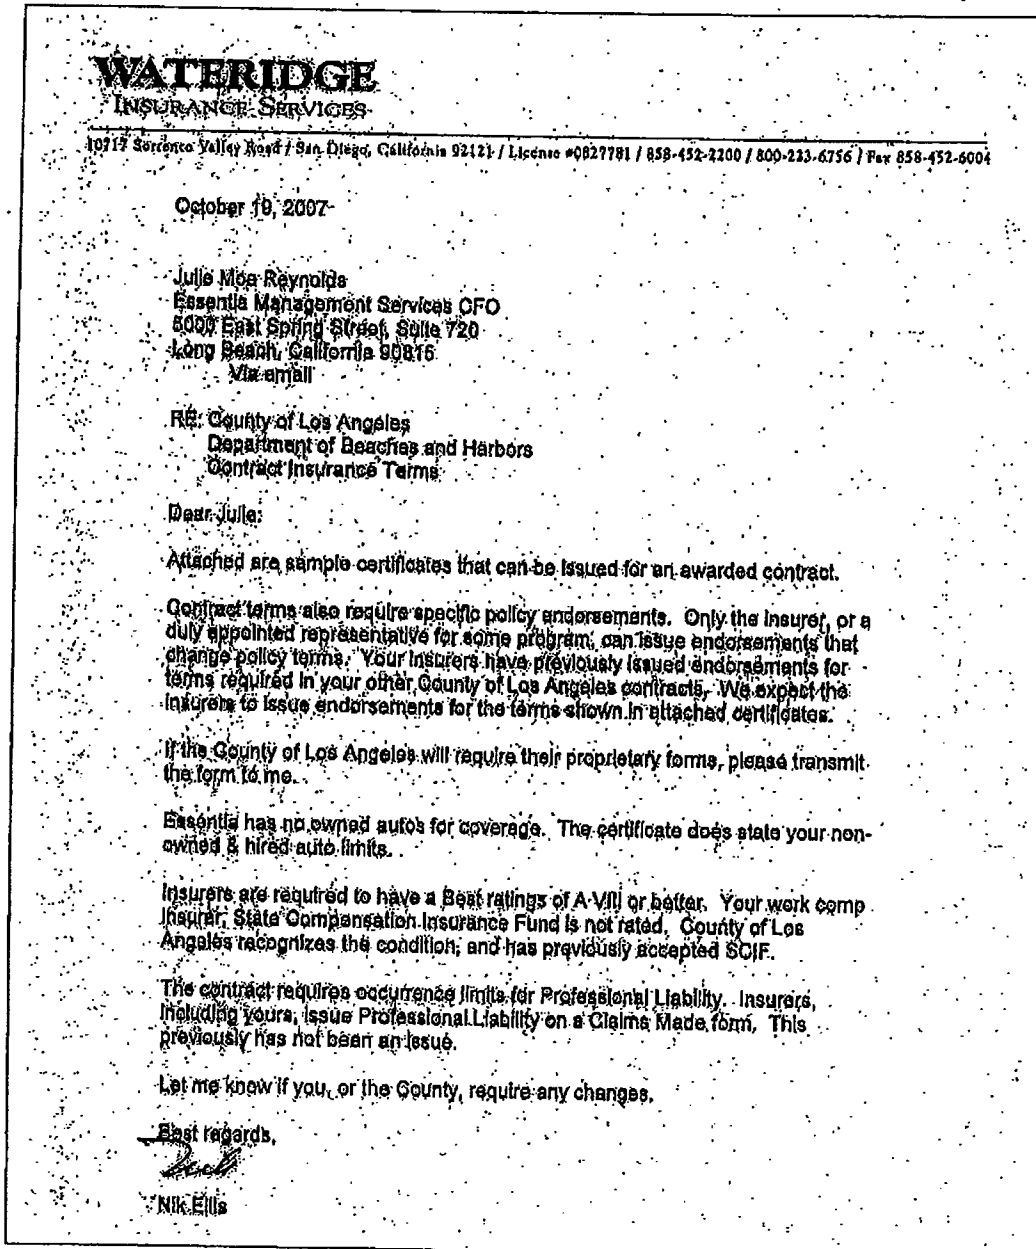 WATERIDGE
INSURANCE SERVICES
10717 Sorrento Valley Road / San Diego, California 92121 / License #0827781 / 858-452-2200 / 800-223-6756 / Fax 858-452-6004
October 19, 2007
Julie Moe Reynolds
Essentia Management Services CFO
5000 East Spring Street, Suite 720
Long Beach, California 90815
Via email
RE: County of Los Angeles
Department of Beaches and Harbors
Contract Insurance Terms
Dear Julie:
Attached are sample certificates that can be issued for an awarded contract.
Contract terms also require specific policy endorsements. Only the insurer, or a
duly appointed representative for some program, can issue endorsements that
change policy terms. Your insurers have previously issued endorsements for
terms required in your other County of Los Angeles contracts. We expect the
insurers to issue endorsements for the terms shown in attached certificates.
If the County of Los Angeles will require their proprietary forms, please transmit
the form to me.
Essentia has no owned autos for coverage. The certificate does state your non-
owned & hired auto limits.
Insurers are required to have a Best ratings of A-VIII or better. Your work comp
insurer, State Compensation Insurance Fund is not rated. County of Los
Angeles recognizes the condition, and has previously accepted SCIF.
The contract requires occurrence limits for Professional Liability. Insurers,
including yours, issue Professional Liability on a Claims Made form. This
previously has not been an issue.
Let me know if you, or the County, require any changes.
Best regards,
Nik Ellis